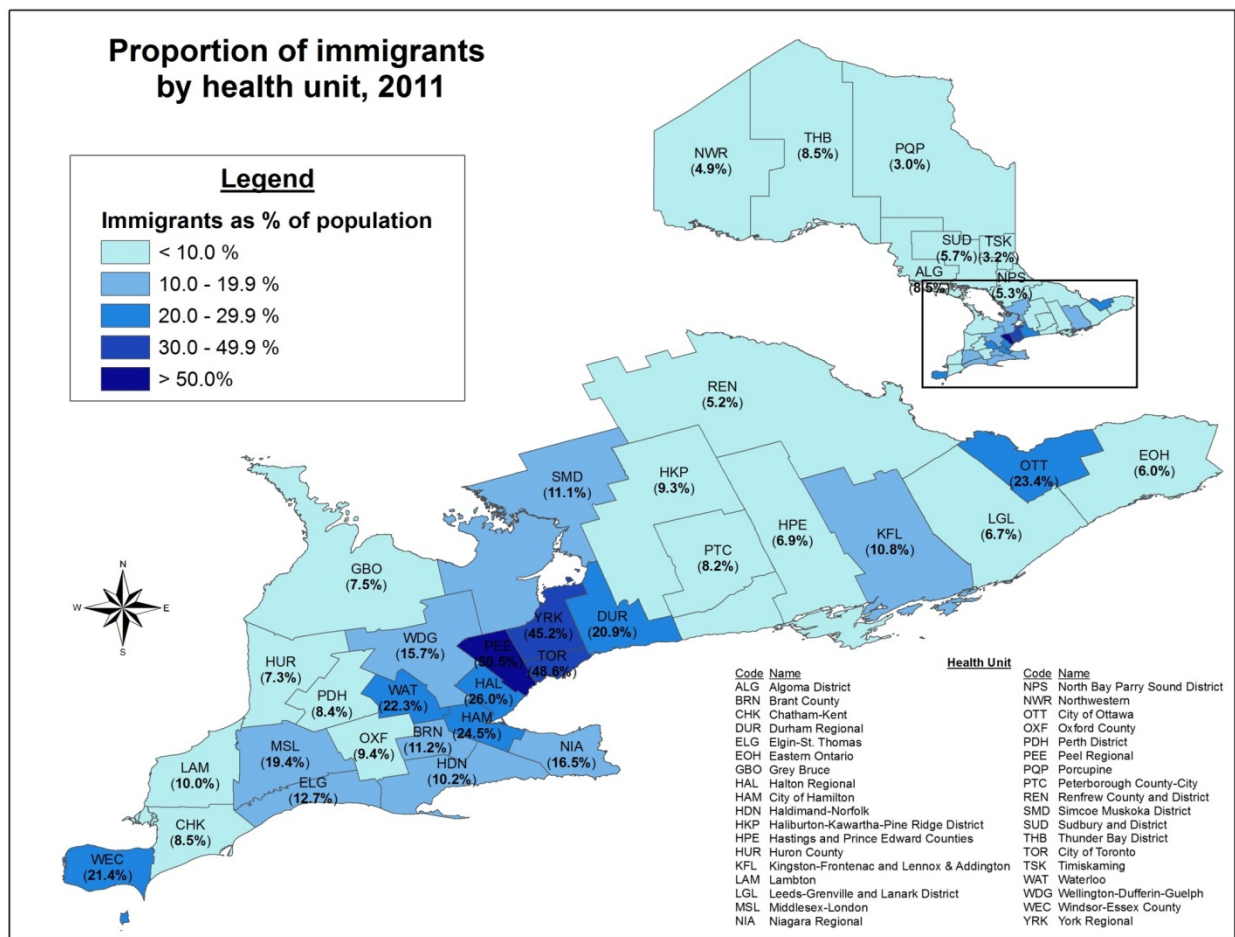 Proportion of immigrants
by health unit, 2011
Legend
Immigrants as % of population
< 10.0 %
10.0 - 19.9 %
20.0 - 29.9 %
30.0 - 49.9 %
> 50.0%
NWR
(4.9%)
THB
(8.5%)
PQP
(3.0%)
SUD
(5.7%)
TSK
(3.2%)
ALG
(8.5%)
NPS
(5.3%)
REN
(5.2%)
SMD
(11.1%)
HKP
(9.3%)
OTT
(23.4%)
EOH
(6.0%)
HPE
(6.9%)
KFL
(10.8%)
LGL
(6.7%)
PTC
(8.2%)
GBO
(7.5%)
N
W E
S
YRK
(45.2%)
DUR
(20.9%)
WDG
(15.7%)
PEE
(50.5%)
TOR
(48.6%)
HUR
(7.3%)
PDH
(8.4%)
WAT
(22.3%)
HAL
(26.0%)
HAM
(24.5%)
OXF
(9.4%)
BRN
(11.2%)
MSL
(19.4%)
NIA
(16.5%)
HDN
(10.2%)
LAM
(10.0%)
ELG
(12.7%)
CHK
(8.5%)
WEC
(21.4%)
Health Unit
Code Name
ALG Algoma District
BRN Brant County
CHK Chatham-Kent
DUR Durham Regional
ELG Elgin-St. Thomas
EOH Eastern Ontario
GBO Grey Bruce
HAL Halton Regional
HAM City of Hamilton
HDN Haldimand-Norfolk
HKP Haliburton-Kawartha-Pine Ridge District
HPE Hastings and Prince Edward Counties
HUR Huron County
KFL Kingston-Frontenac and Lennox & Addington
LAM Lambton
LGL Leeds-Grenville and Lanark District
MSL Middlesex-London
NIA Niagara Regional
Code Name
NPS North Bay Parry Sound District
NWR Northwestern
OTT City of Ottawa
OXF Oxford County
PDH Perth District
PEE Peel Regional
PQP Porcupine
PTC Peterborough County-City
REN Renfrew County and District
SMD Simcoe Muskoka District
SUD Sudbury and District
THB Thunder Bay District
TOR City of Toronto
TSK Timiskaming
WAT Waterloo
WDG Wellington-Dufferin-Guelph
WEC Windsor-Essex County
YRK York Regional